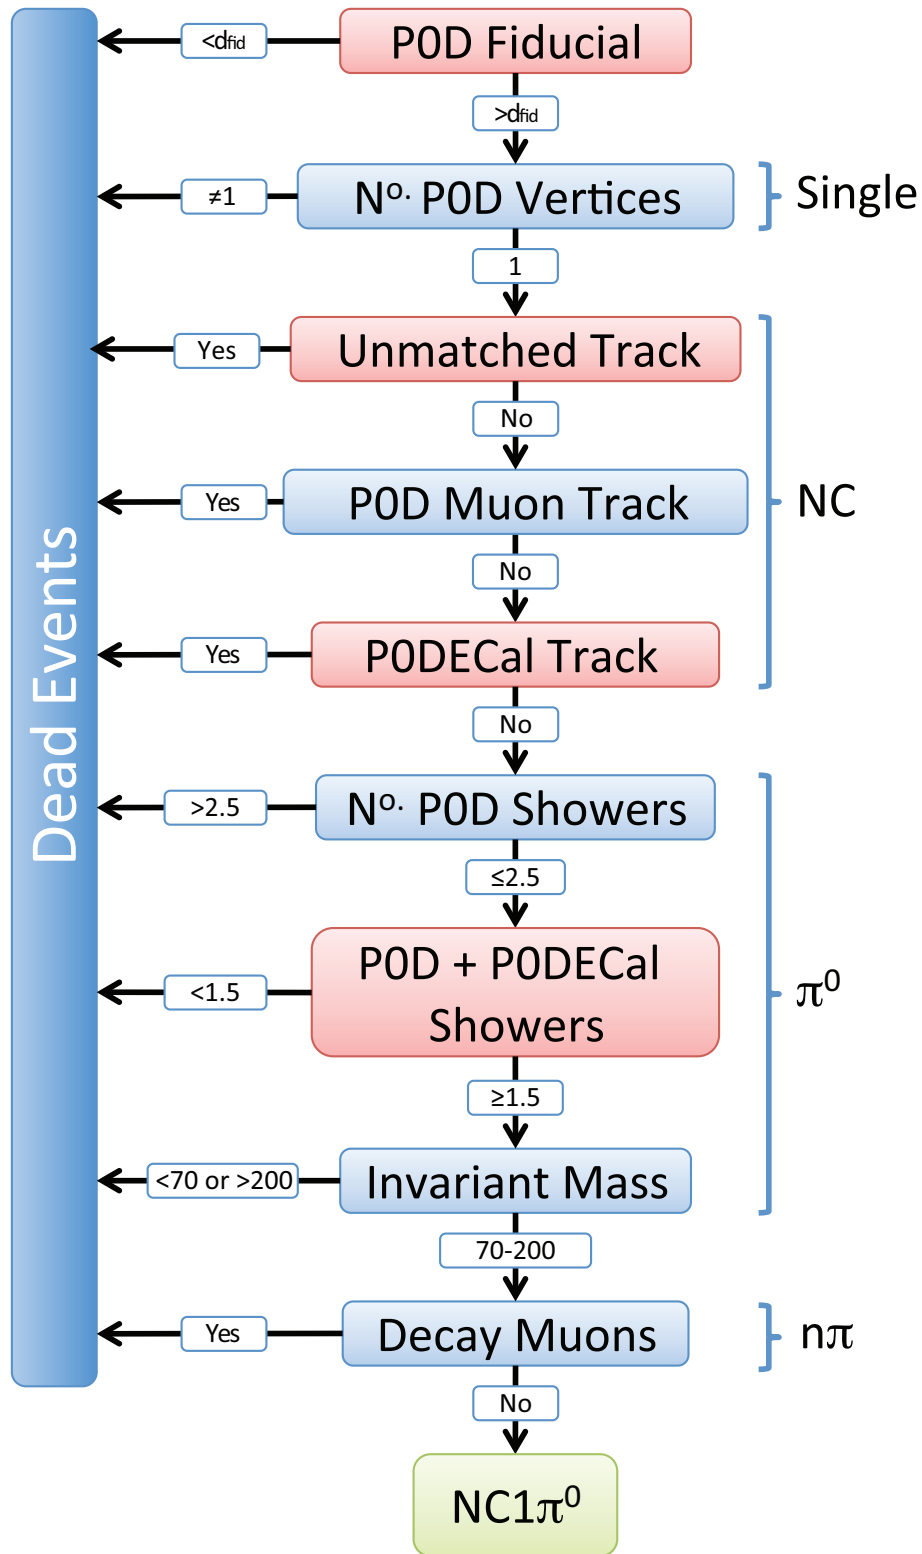 <dfid
P0D Fiducial
>dfid
≠1
Nº. P0D Vertices
Single
1
Yes
Unmatched Track
No
Yes
P0D Muon Track
NC
No
Yes
P0DECal Track
No
Dead Events
>2.5
Nº. P0D Showers
≤2.5
<1.5
P0D + P0DECal
Showers
π⁰
≥1.5
<70 or >200
Invariant Mass
70-200
Yes
Decay Muons
nπ
No
NC1π⁰